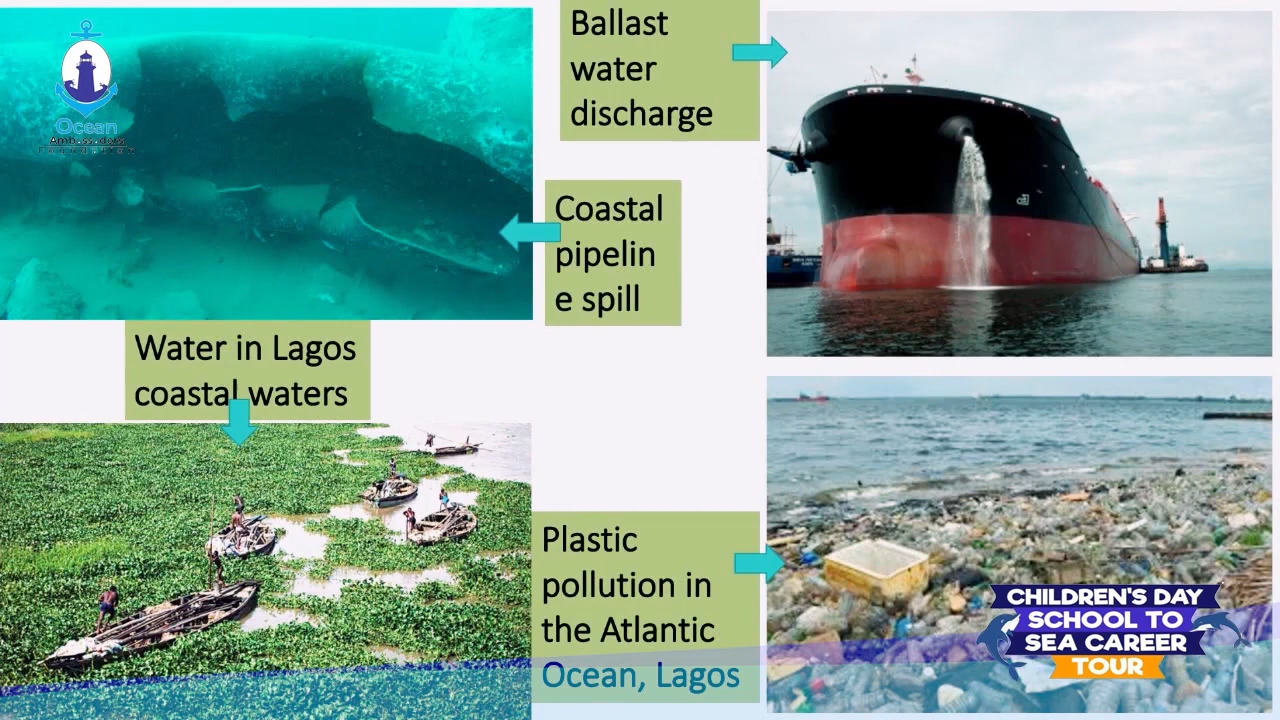 Ballast
water
discharge
Ocean
Coastal
pipelin
e spill
Water in Lagos
coastal waters
Plastic
pollution in
the Atlantic
Ocean, Lagos
CHILDREN'S DAY
SCHOOL TO
SEA CAREER
TOUR